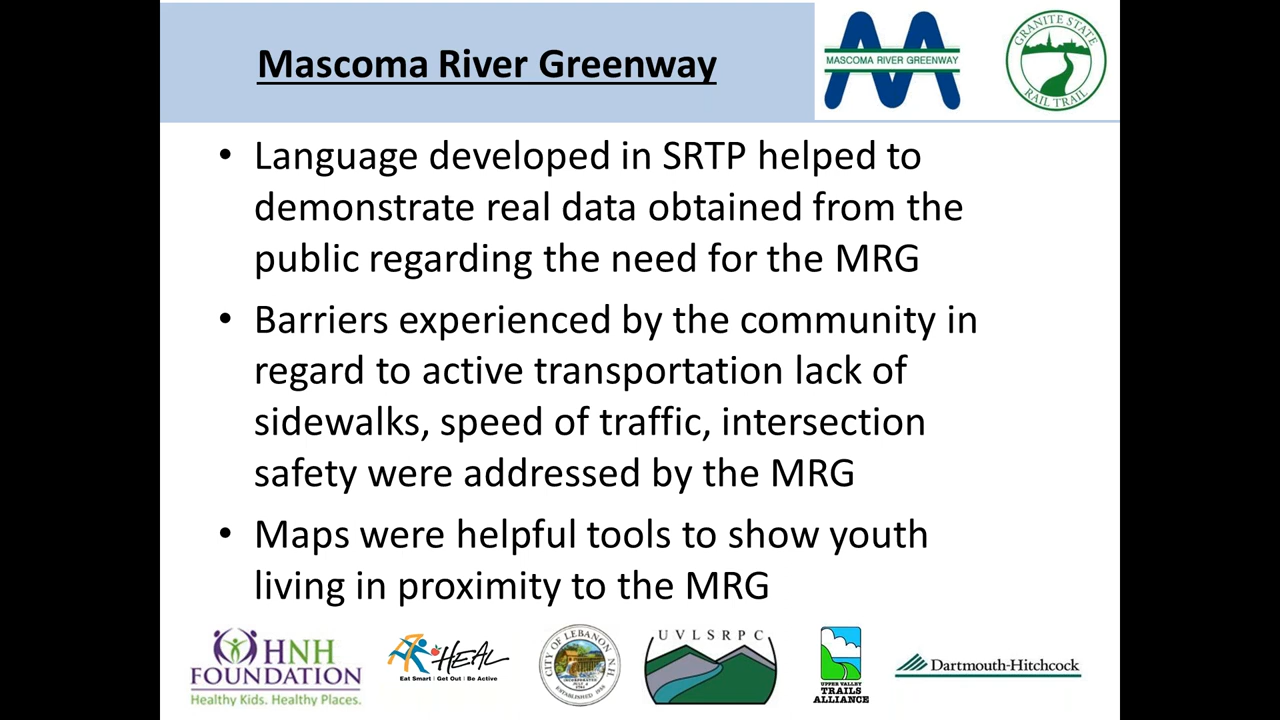 Mascoma River Greenway
MASCOMA RIVER GREENWAY
GRANITE STATE
RAIL TRAIL
• Language developed in SRTP helped to
demonstrate real data obtained from the
public regarding the need for the MRG
• Barriers experienced by the community in
regard to active transportation lack of
sidewalks, speed of traffic, intersection
safety were addressed by the MRG
• Maps were helpful tools to show youth
living in proximity to the MRG
HNH
FOUNDATION
Healthy Kids. Healthy Places.
HEAL
Eat Smart | Get Out | Be Active
CITY OF LEBANON N.H.
INCORPORATED
1761
ESTABLISHED 1958
UVLSRPC
UPPER VALLEY
TRAILS
ALLIANCE
Dartmouth-Hitchcock